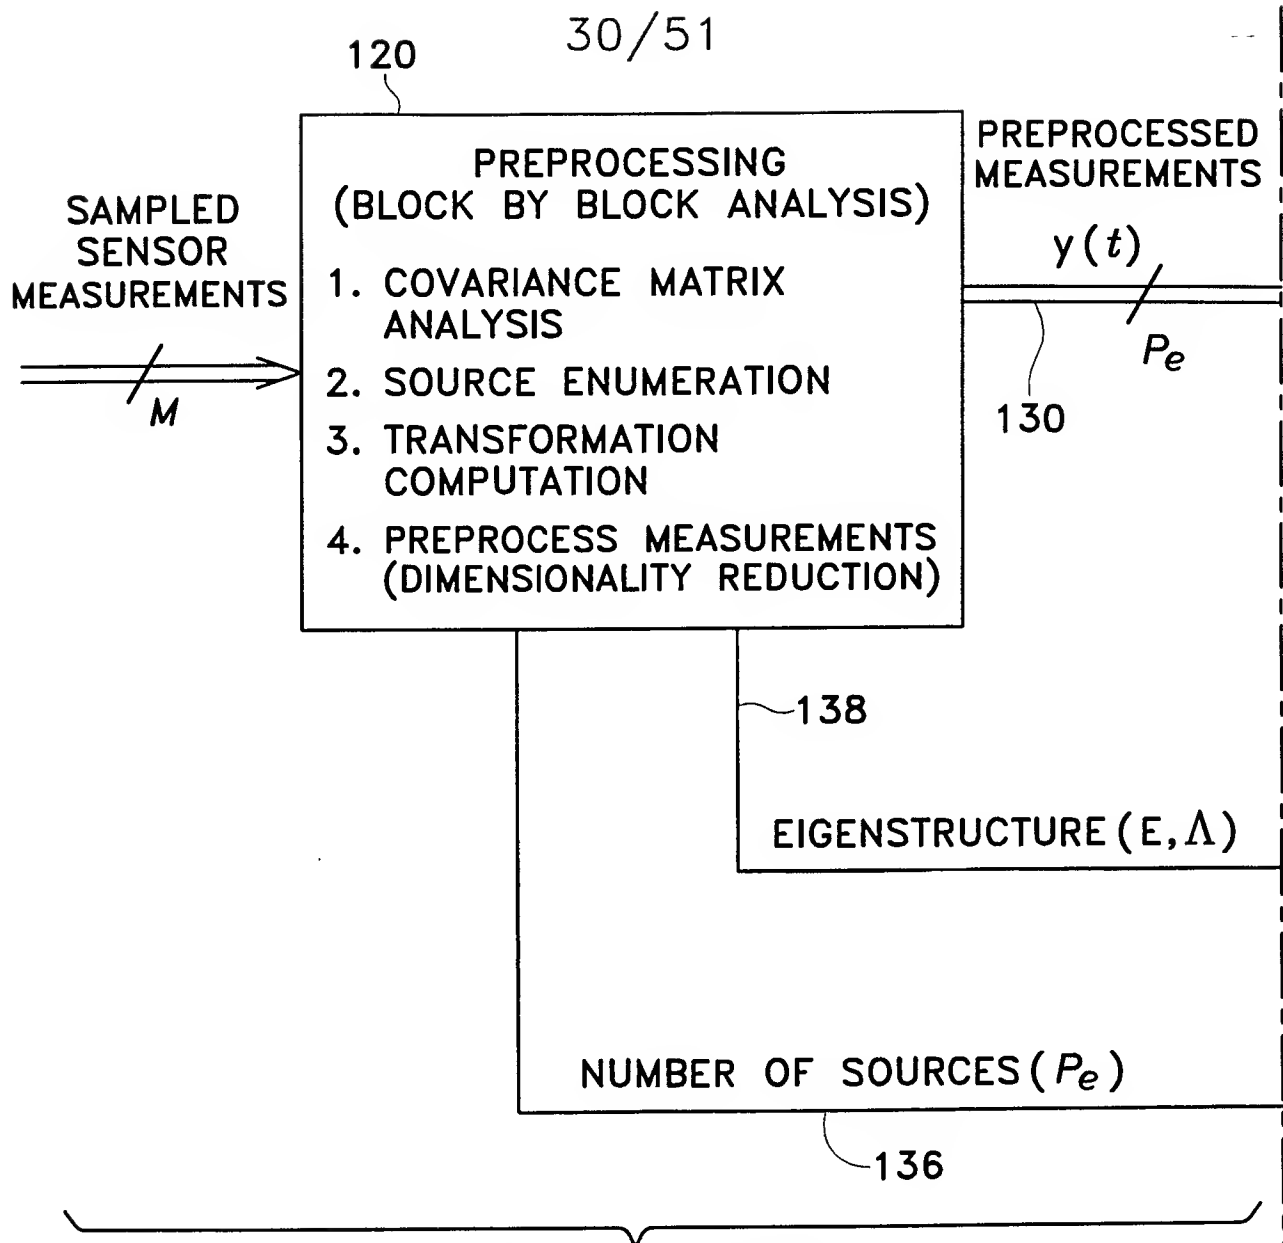 30/51
120
SAMPLED
SENSOR
MEASUREMENTS
M
PREPROCESSING
(BLOCK BY BLOCK ANALYSIS)
1. COVARIANCE MATRIX
ANALYSIS
2. SOURCE ENUMERATION
3. TRANSFORMATION
COMPUTATION
4. PREPROCESS MEASUREMENTS
(DIMENSIONALITY REDUCTION)
PREPROCESSED
MEASUREMENTS
y(t)
Pe
130
138
EIGENSTRUCTURE (E, Λ)
NUMBER OF SOURCES (Pe)
136